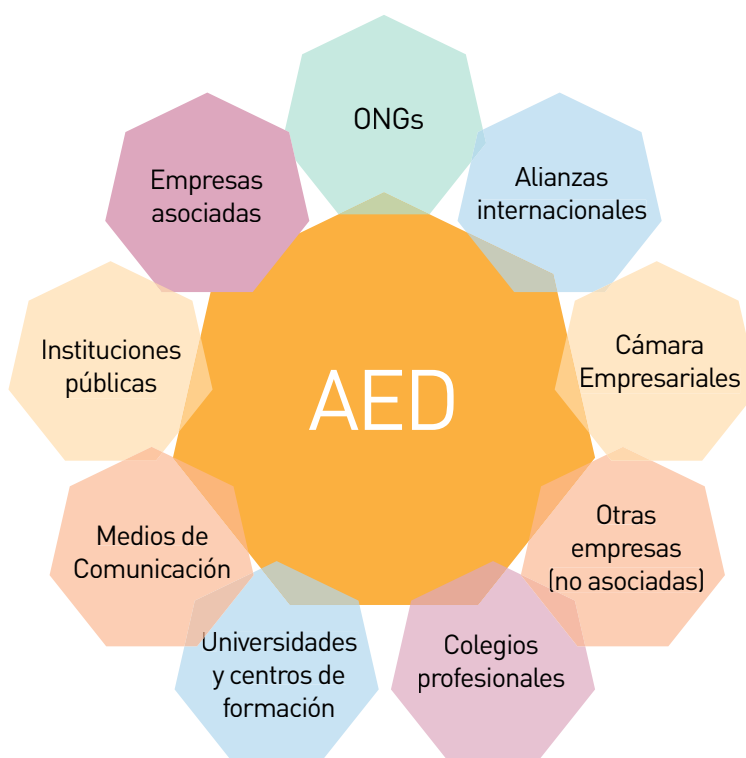 ONGs
Empresas
asociadas
Alianzas
internacionales
Instituciones
públicas
AED
Cámara
Empresariales
Medios de
Comunicación
Otras
empresas
(no asociadas)
Universidades
y centros de
formación
Colegios
profesionales